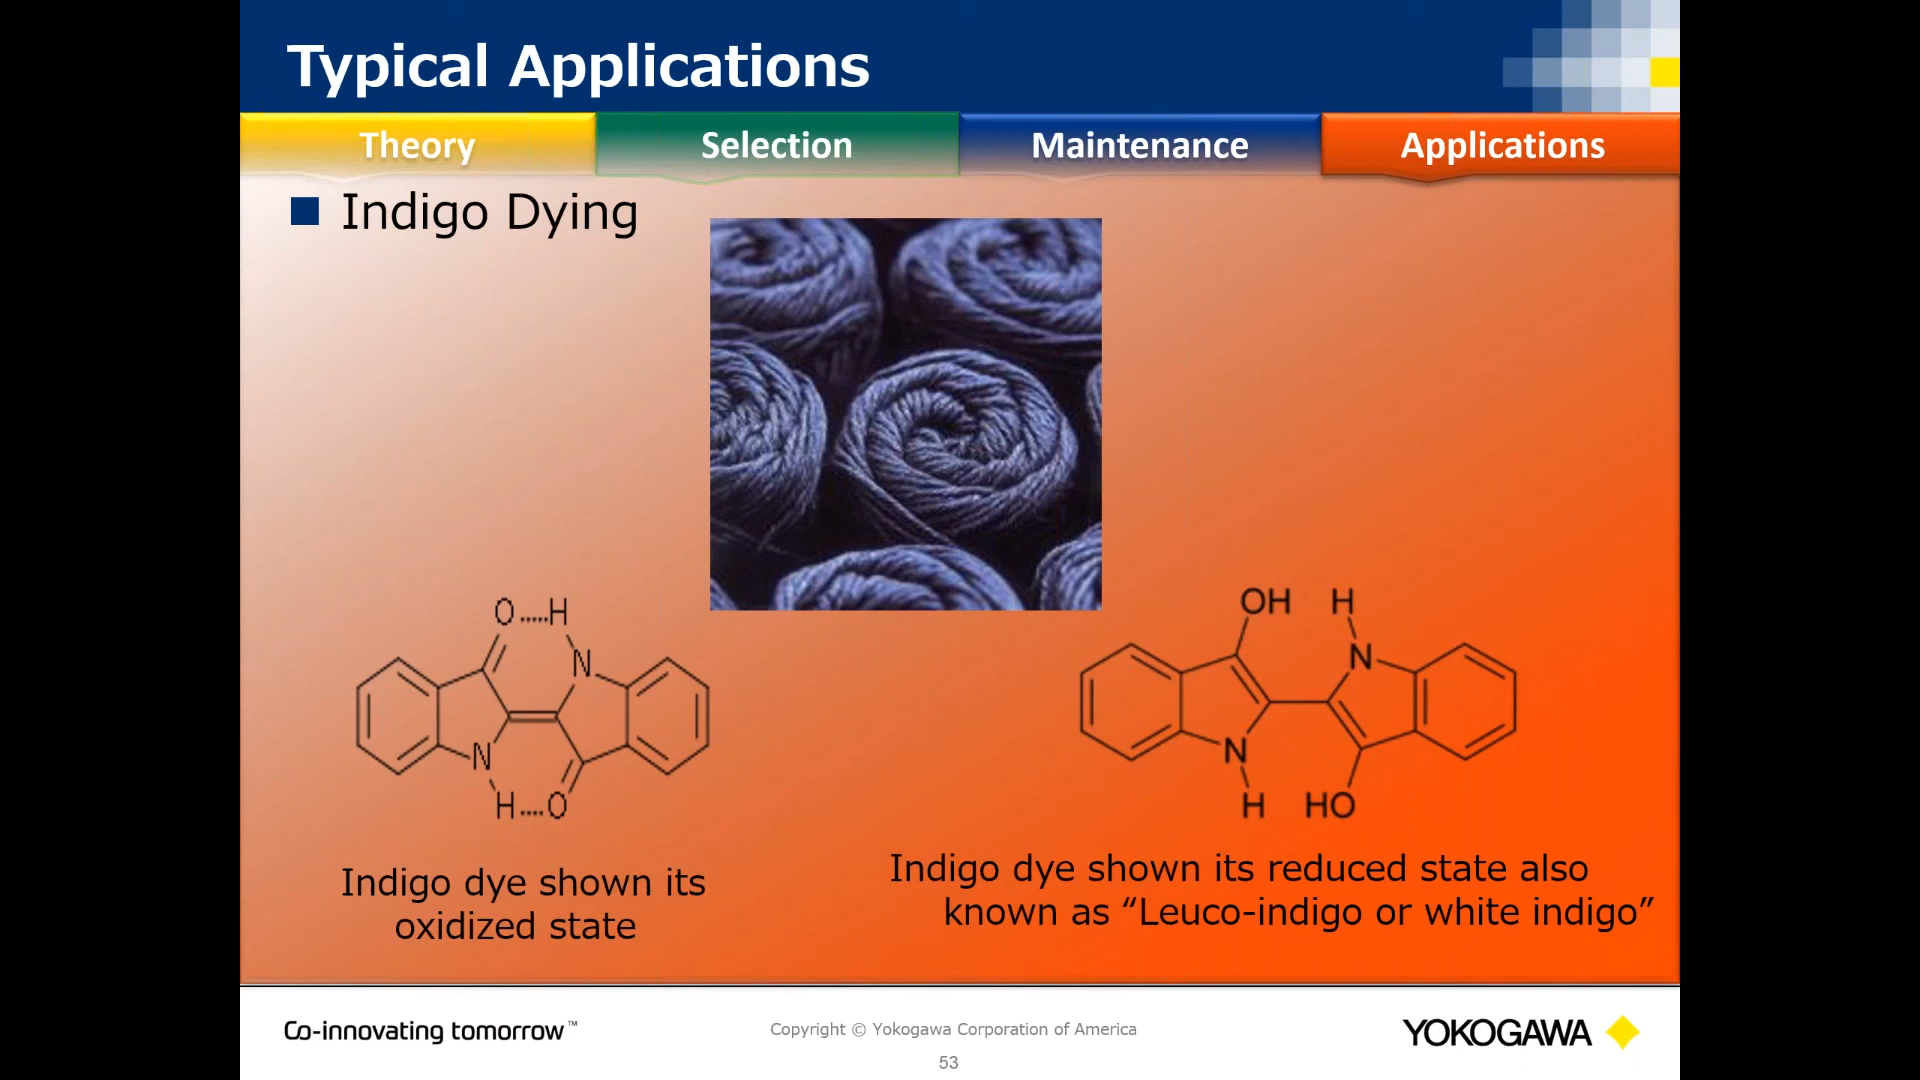 Typical Applications
Theory Selection Maintenance Applications
Indigo Dying
O H
N
N
H O
OH H
N
N
H HO
Indigo dye shown its
oxidized state
Indigo dye shown its reduced state also
known as “Leuco-indigo or white indigo”
Co-innovating tomorrow™
Copyright © Yokogawa Corporation of America
YOKOGAWA
53